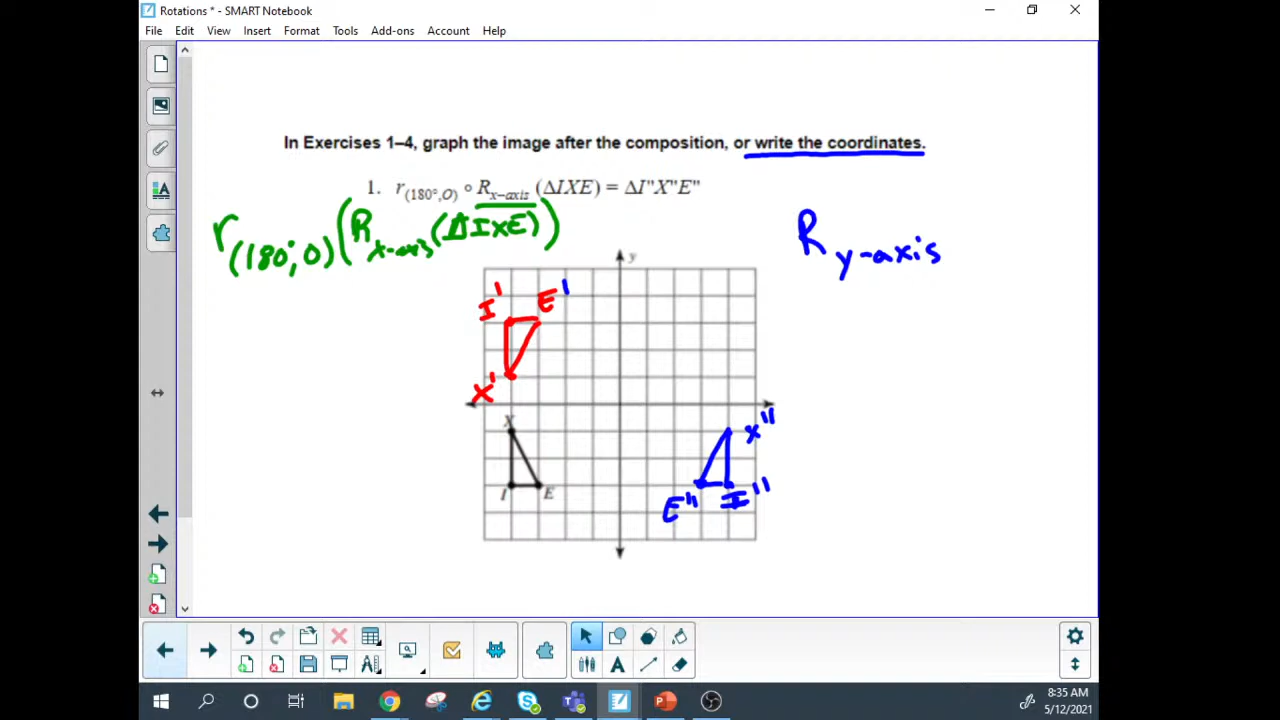 Rotations * - SMART Notebook
File Edit View Insert Format Tools Add-ons Account Help
In Exercises 1–4, graph the image after the composition, or write the coordinates.
1. r(180°,O) ∘ Rx−axis (ΔIXE) = ΔI"X"E"
r(180°,O)(Rx-axis(ΔIXE))
Ry-axis
y
I' E'
X'
X
X"
I E
E" I"
A
8:35 AM
5/12/2021